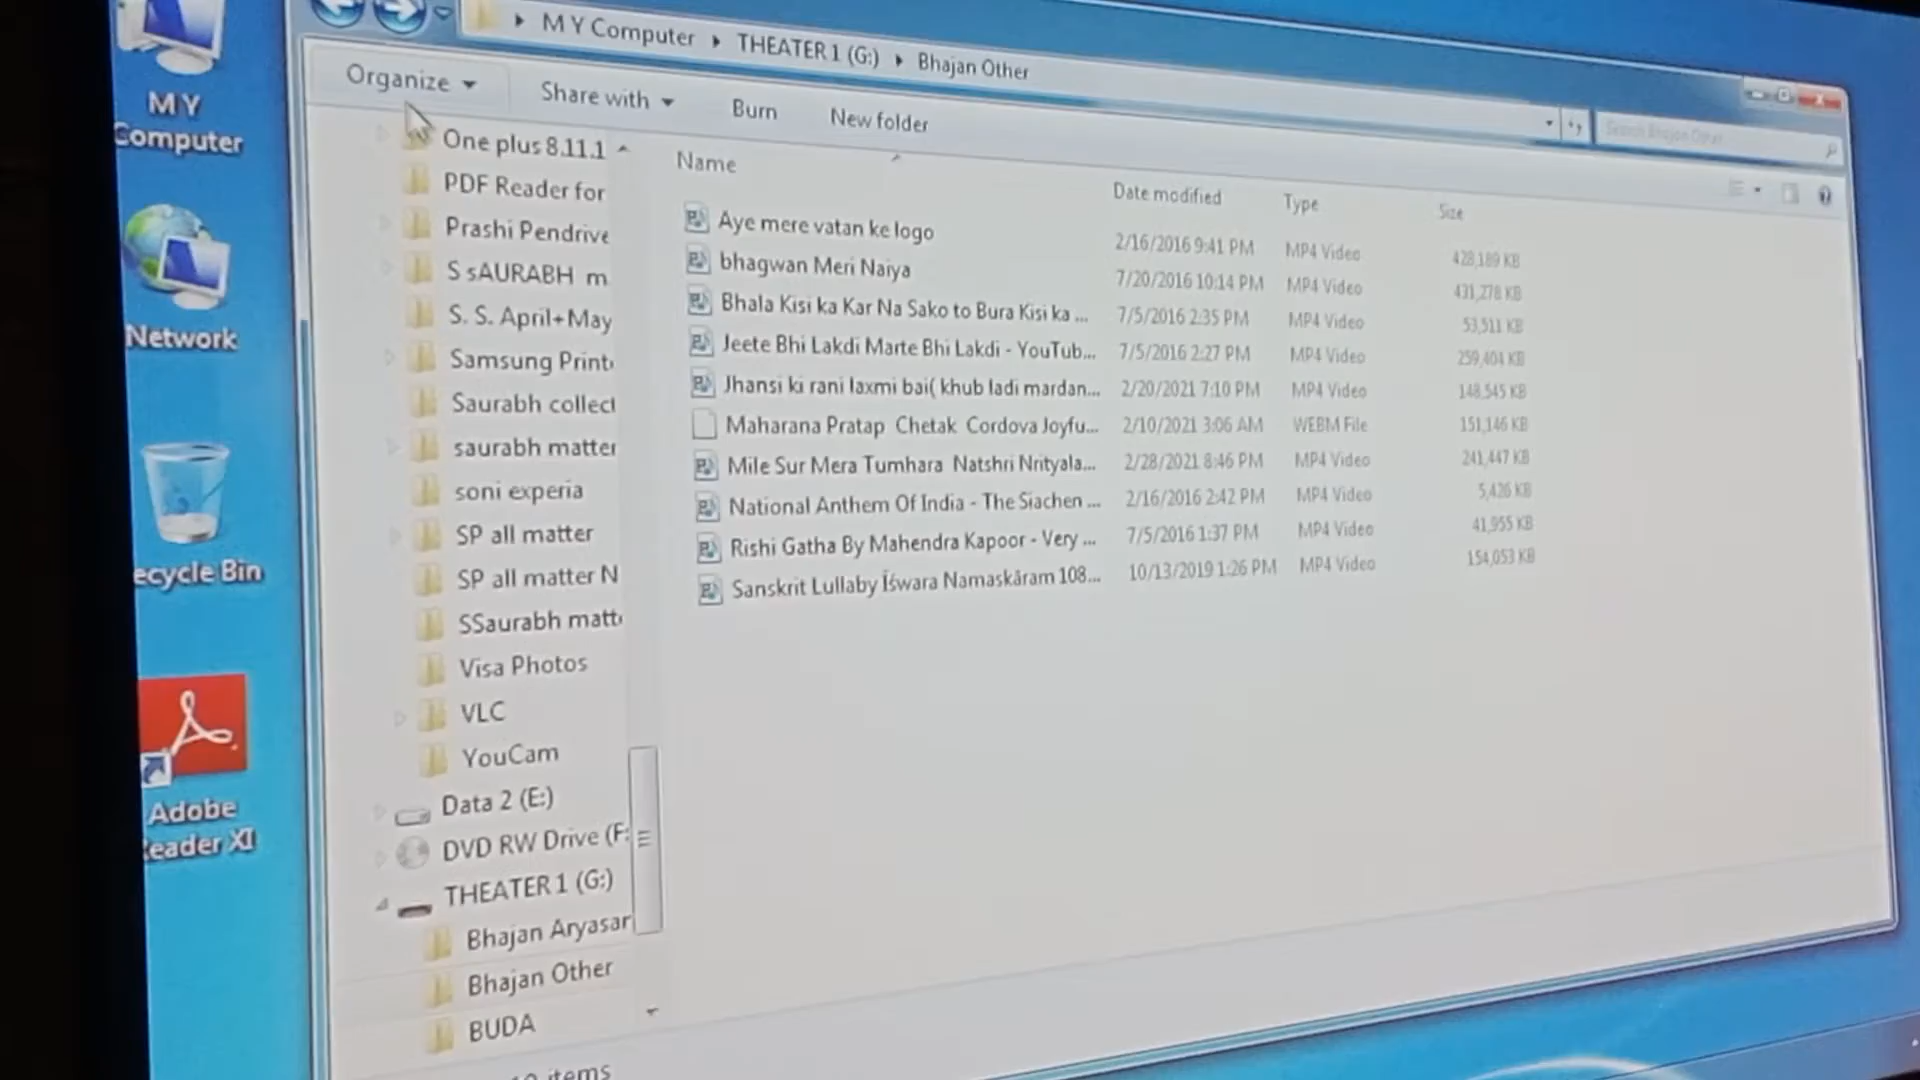 M Y Computer
THEATER 1 (G:)
Bhajan Other
Organize
Share with
Burn
New folder
Search Bhajan Other
M Y
Computer
Network
ecycle Bin
Adobe
Reader XI
One plus 8.11.1
PDF Reader for
Prashi Pendrive
S sAURABH m
S. S. April+May
Samsung Print
Saurabh collect
saurabh matter
soni experia
SP all matter
SP all matter N
SSaurabh matt
Visa Photos
VLC
YouCam
Data 2 (E:)
DVD RW Drive (F:
THEATER 1 (G:)
Bhajan Aryasar
Bhajan Other
BUDA
Name Date modified Type Size
Aye mere vatan ke logo 2/16/2016 9:41 PM MP4 Video 428,189 KB
bhagwan Meri Naiya 7/20/2016 10:14 PM MP4 Video 431,278 KB
Bhala Kisi ka Kar Na Sako to Bura Kisi ka ... 7/5/2016 2:35 PM MP4 Video 53,511 KB
Jeete Bhi Lakdi Marte Bhi Lakdi - YouTub... 7/5/2016 2:27 PM MP4 Video 259,404 KB
Jhansi ki rani laxmi bai( khub ladi mardan... 2/20/2021 7:10 PM MP4 Video 148,545 KB
Maharana Pratap Chetak Cordova Joyfu... 2/10/2021 3:06 AM WEBM File 151,146 KB
Mile Sur Mera Tumhara Natshri Nrityala... 2/28/2021 8:46 PM MP4 Video 241,447 KB
National Anthem Of India - The Siachen ... 2/16/2016 2:42 PM MP4 Video 5,426 KB
Rishi Gatha By Mahendra Kapoor - Very ... 7/5/2016 1:37 PM MP4 Video 41,955 KB
Sanskrit Lullaby Īśwara Namaskāram 108... 10/13/2019 1:26 PM MP4 Video 154,053 KB
items